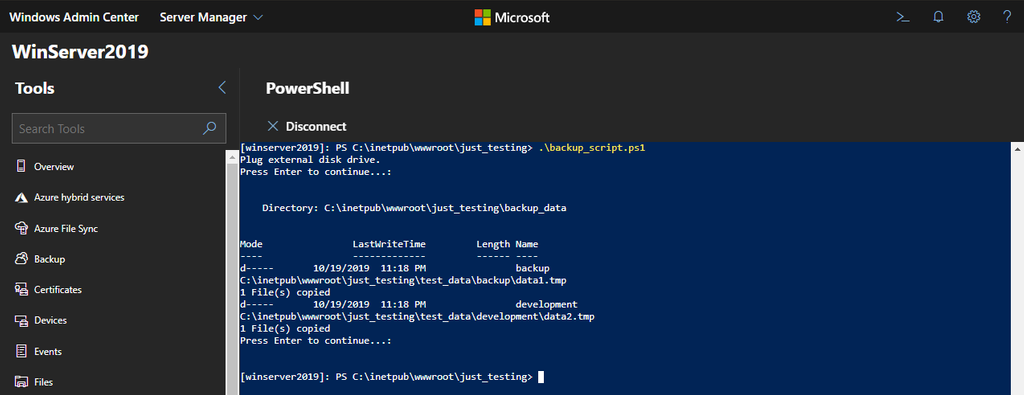 Windows Admin Center Server Manager Microsoft
WinServer2019
Tools
Search Tools
Overview
Azure hybrid services
Azure File Sync
Backup
Certificates
Devices
Events
Files
PowerShell
Disconnect
[winserver2019]: PS C:\inetpub\wwwroot\just_testing> .\backup_script.ps1
Plug external disk drive.
Press Enter to continue...:
Directory: C:\inetpub\wwwroot\just_testing\backup_data
Mode LastWriteTime Length Name
---- ------------- ------ ----
d----- 10/19/2019 11:18 PM backup
C:\inetpub\wwwroot\just_testing\test_data\backup\data1.tmp
1 File(s) copied
d----- 10/19/2019 11:18 PM development
C:\inetpub\wwwroot\just_testing\test_data\development\data2.tmp
1 File(s) copied
Press Enter to continue...:
[winserver2019]: PS C:\inetpub\wwwroot\just_testing>